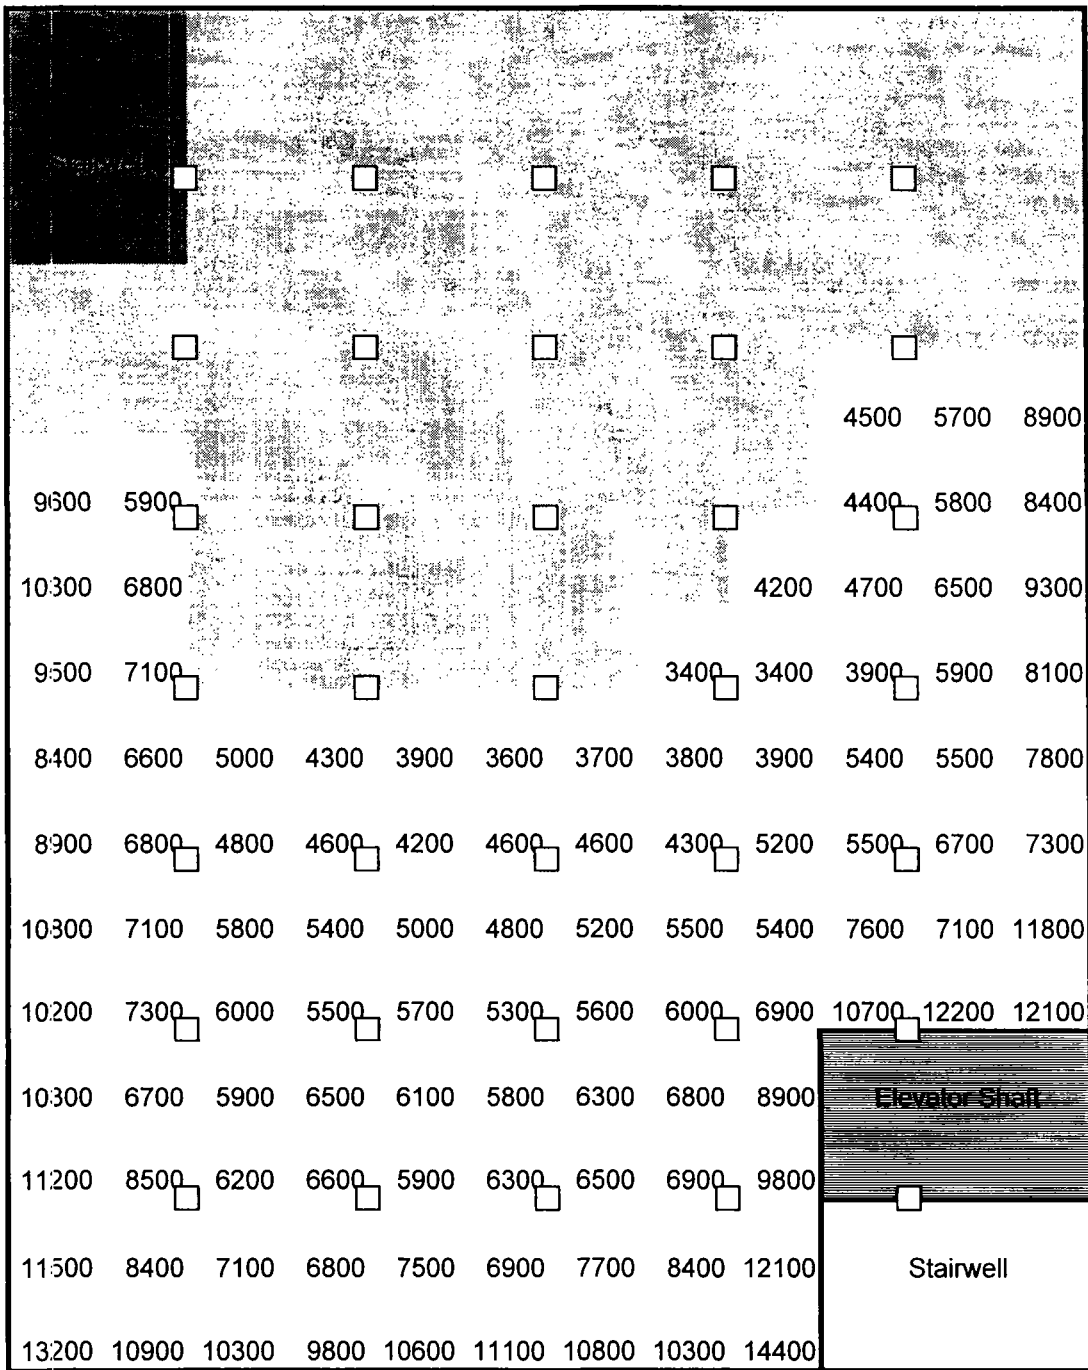 4500 5700 8900
9600 5900 4400 5800 8400
10300 6800 4200 4700 6500 9300
9500 7100 3400 3400 3900 5900 8100
8400 6600 5000 4300 3900 3600 3700 3800 3900 5400 5500 7800
8900 6800 4800 4600 4200 4600 4600 4300 5200 5500 6700 7300
10300 7100 5800 5400 5000 4800 5200 5500 5400 7600 7100 11800
10200 7300 6000 5500 5700 5300 5600 6000 6900 10700 12200 12100
10300 6700 5900 6500 6100 5800 6300 6800 8900 Elevator Shaft
11200 8500 6200 6600 5900 6300 6500 6900 9800
11500 8400 7100 6800 7500 6900 7700 8400 12100 Stairwell
13200 10900 10300 9800 10600 11100 10800 10300 14400